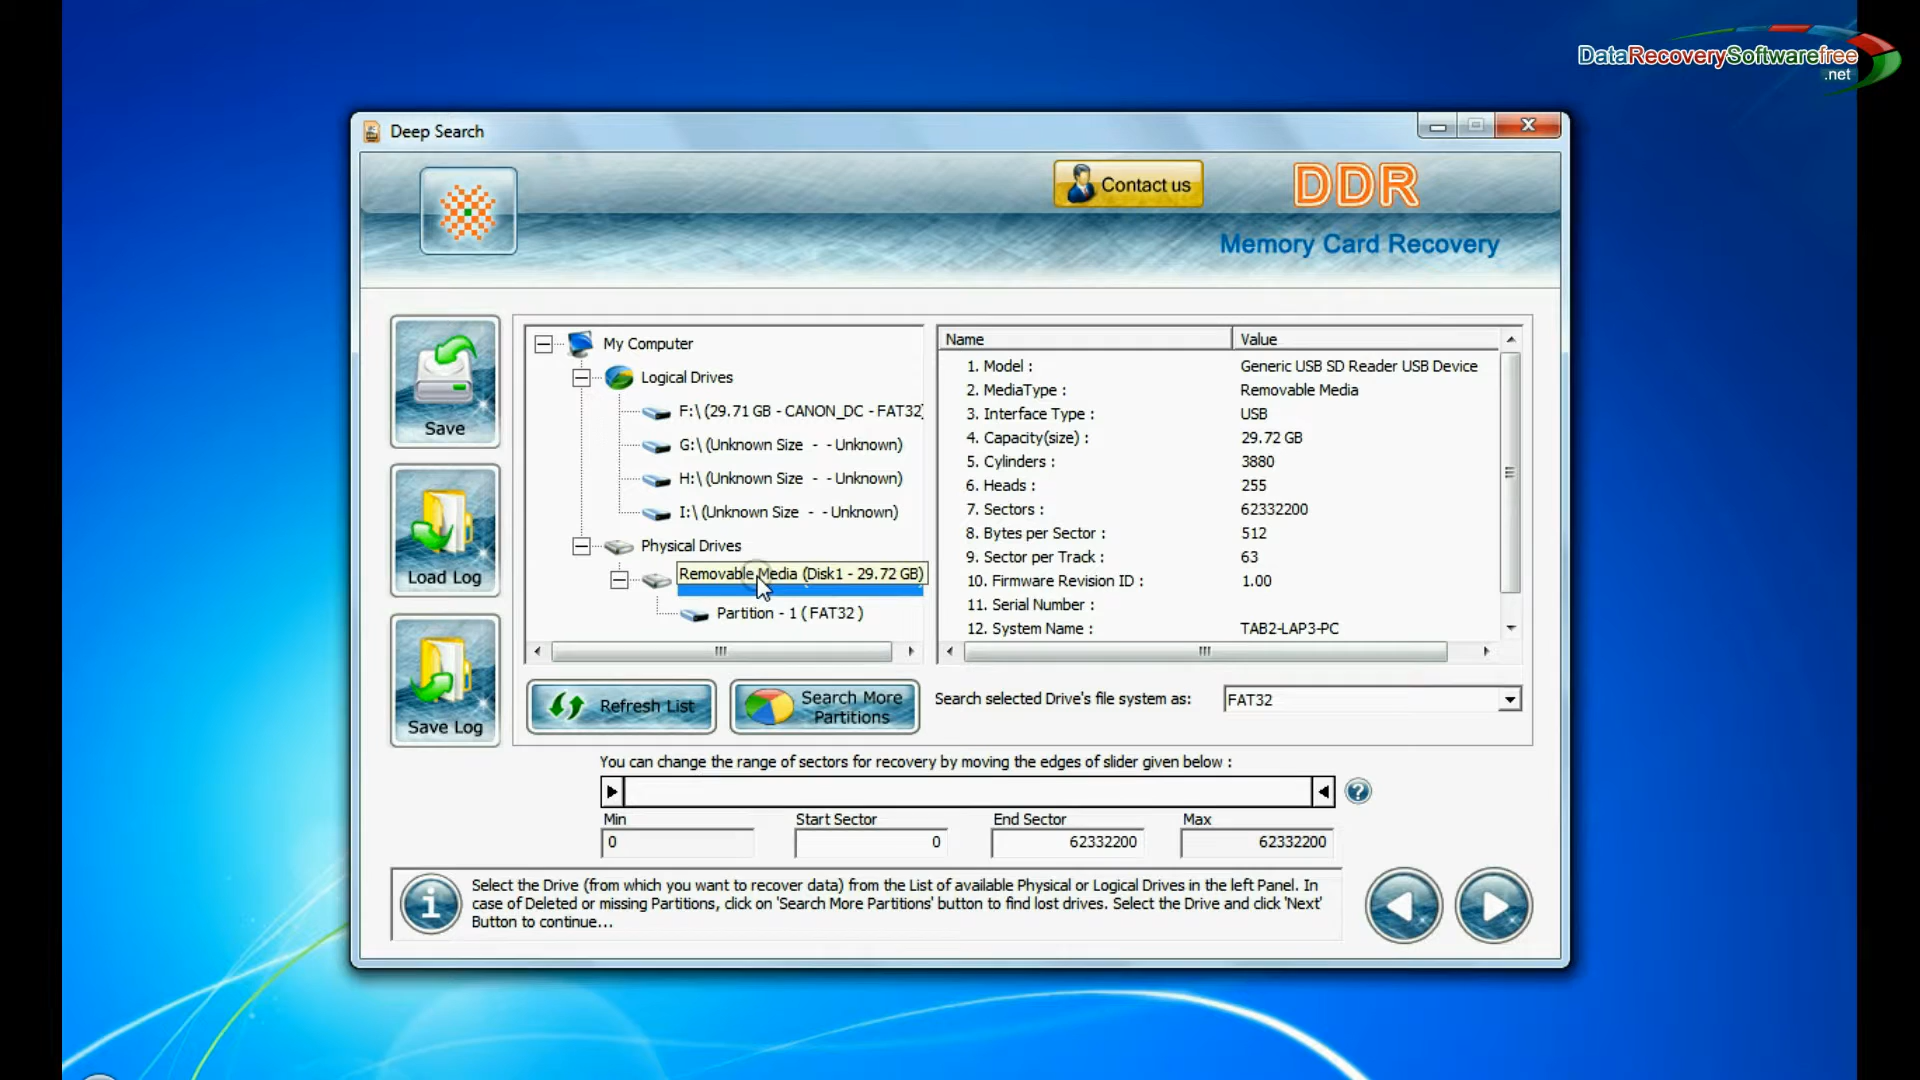 DataRecoverySoftwarefree
.net
Deep Search
Contact us
DDR
Memory Card Recovery
Save
Load Log
Save Log
My Computer
Logical Drives
F:\ (29.71 GB - CANON_DC - FAT32)
G:\ (Unknown Size - - Unknown)
H:\ (Unknown Size - - Unknown)
I:\ (Unknown Size - - Unknown)
Physical Drives
Removable Media (Disk1 - 29.72 GB)
Partition - 1 ( FAT32 )
Name Value
1. Model : Generic USB SD Reader USB Device
2. MediaType : Removable Media
3. Interface Type : USB
4. Capacity(size) : 29.72 GB
5. Cylinders : 3880
6. Heads : 255
7. Sectors : 62332200
8. Bytes per Sector : 512
9. Sector per Track : 63
10. Firmware Revision ID : 1.00
11. Serial Number :
12. System Name : TAB2-LAP3-PC
Refresh List
Search More
Partitions
Search selected Drive's file system as: FAT32
You can change the range of sectors for recovery by moving the edges of slider given below :
Min Start Sector End Sector Max
0 0 62332200 62332200
Select the Drive (from which you want to recover data) from the List of available Physical or Logical Drives in the left Panel. In
case of Deleted or missing Partitions, click on 'Search More Partitions' button to find lost drives. Select the Drive and click 'Next'
Button to continue...